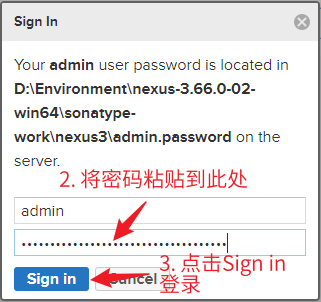 Sign In
Your admin user password is located in
D:\Environment\nexus-3.66.0-02-
win64\sonatype-
work\nexus3\admin.password on the
server.
2. 将密码粘贴到此处
admin
••••••••••••••••••••••••••••••••••••
Sign in
Cancel
3. 点击Sign in
登录